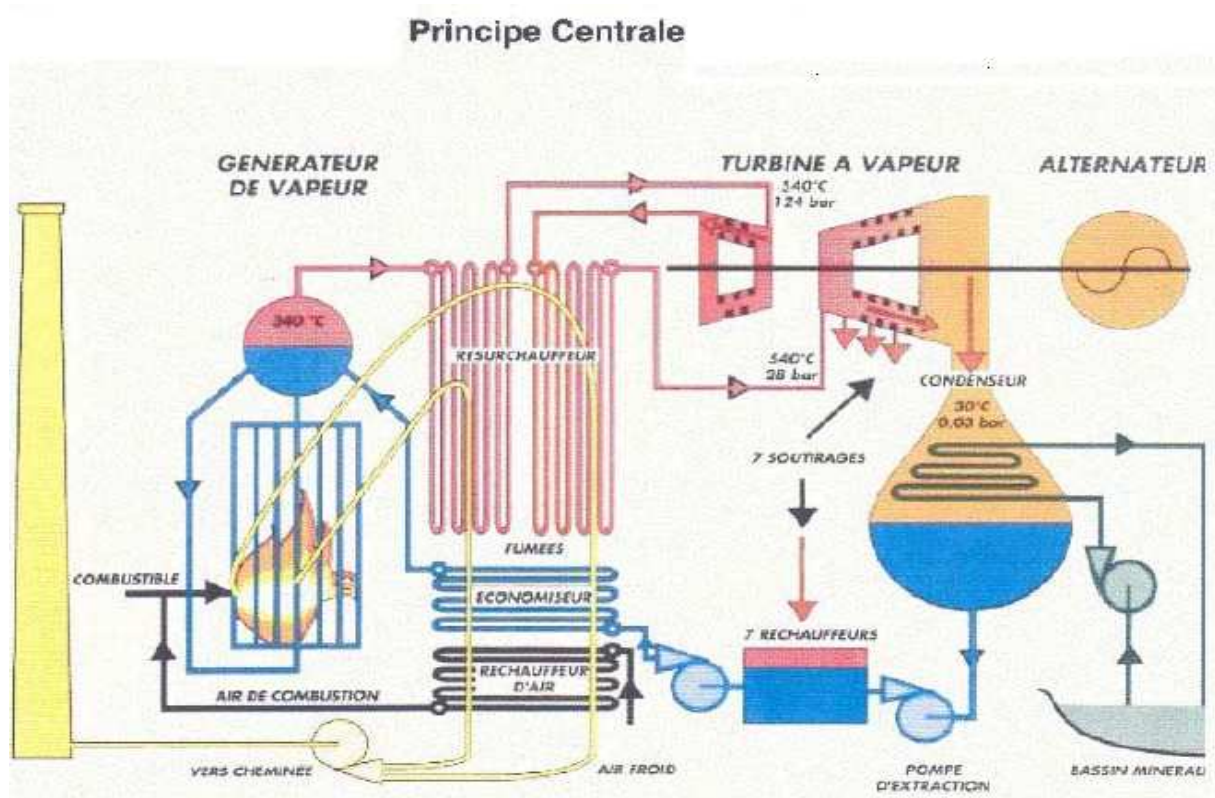 Principe Centrale
GENERATEUR
DE VAPEUR
TURBINE A VAPEUR
ALTERNATEUR
540°C
124 bar
340 °C
RESURCHAUFFEUR
540°C
28 bar
CONDENSEUR
30°C
0,03 bar
7 SOUTIRAGES
FUMEES
COMBUSTIBLE
ECONOMISEUR
7 RECHAUFFEURS
RECHAUFFEUR
D'AIR
AIR DE COMBUSTION
VERS CHEMINÉE
AIR FROID
POMPE
D'EXTRACTION
BASSIN MINERAL